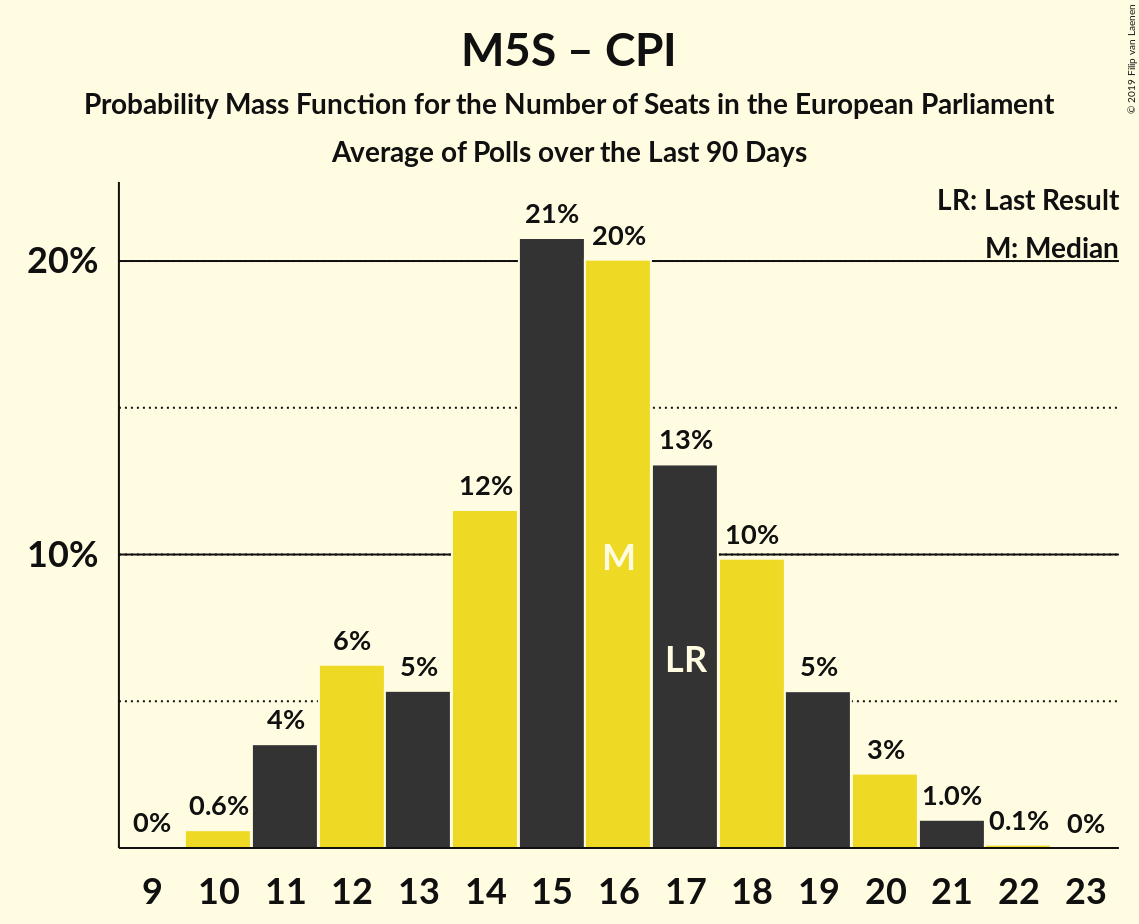 M5S – CPI
Probability Mass Function for the Number of Seats in the European Parliament
Average of Polls over the Last 90 Days
© 2019 Filip van Laenen
LR: Last Result
M: Median
21%
20%
20%
13%
12%
10%
10%
M
LR
6%
5%
5%
4%
3%
0.6%
1.0%
0%
0.1%
0%
9 10 11 12 13 14 15 16 17 18 19 20 21 22 23